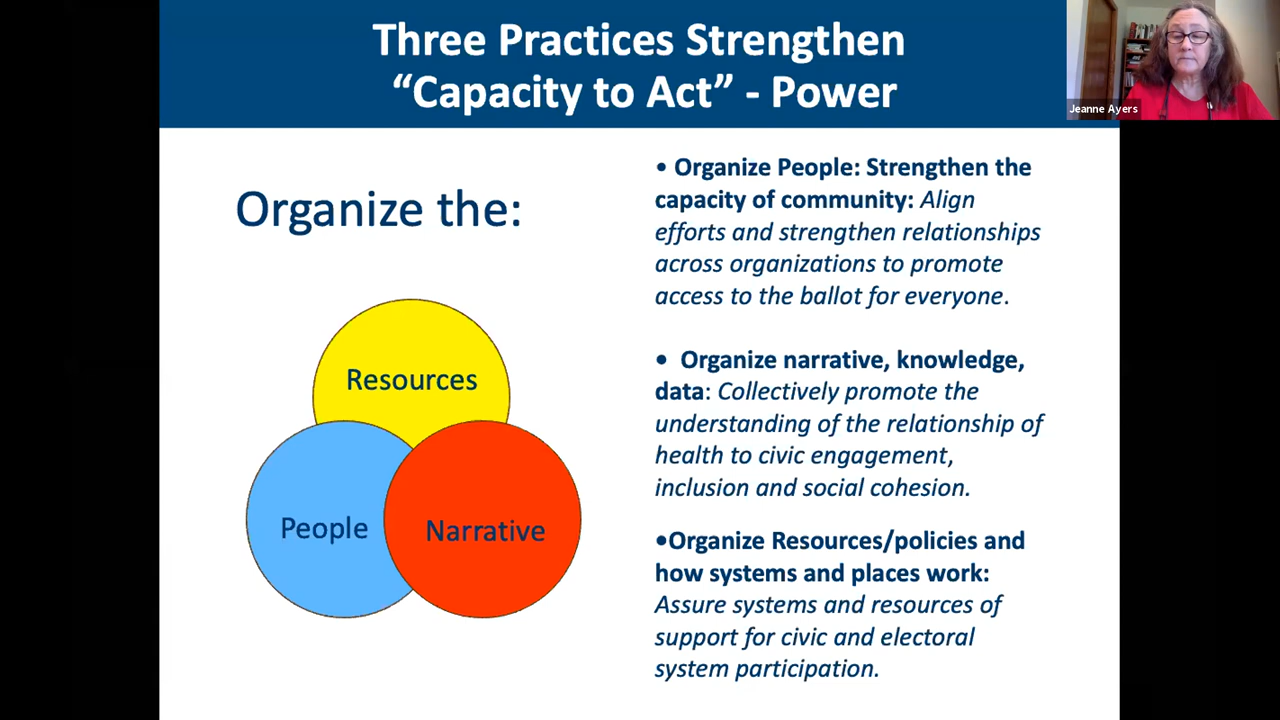 Three Practices Strengthen
“Capacity to Act” - Power
Jeanne Ayers
Organize the:
Resources
People
Narrative
• Organize People: Strengthen the
capacity of community: Align
efforts and strengthen relationships
across organizations to promote
access to the ballot for everyone.
• Organize narrative, knowledge,
data: Collectively promote the
understanding of the relationship of
health to civic engagement,
inclusion and social cohesion.
•Organize Resources/policies and
how systems and places work:
Assure systems and resources of
support for civic and electoral
system participation.